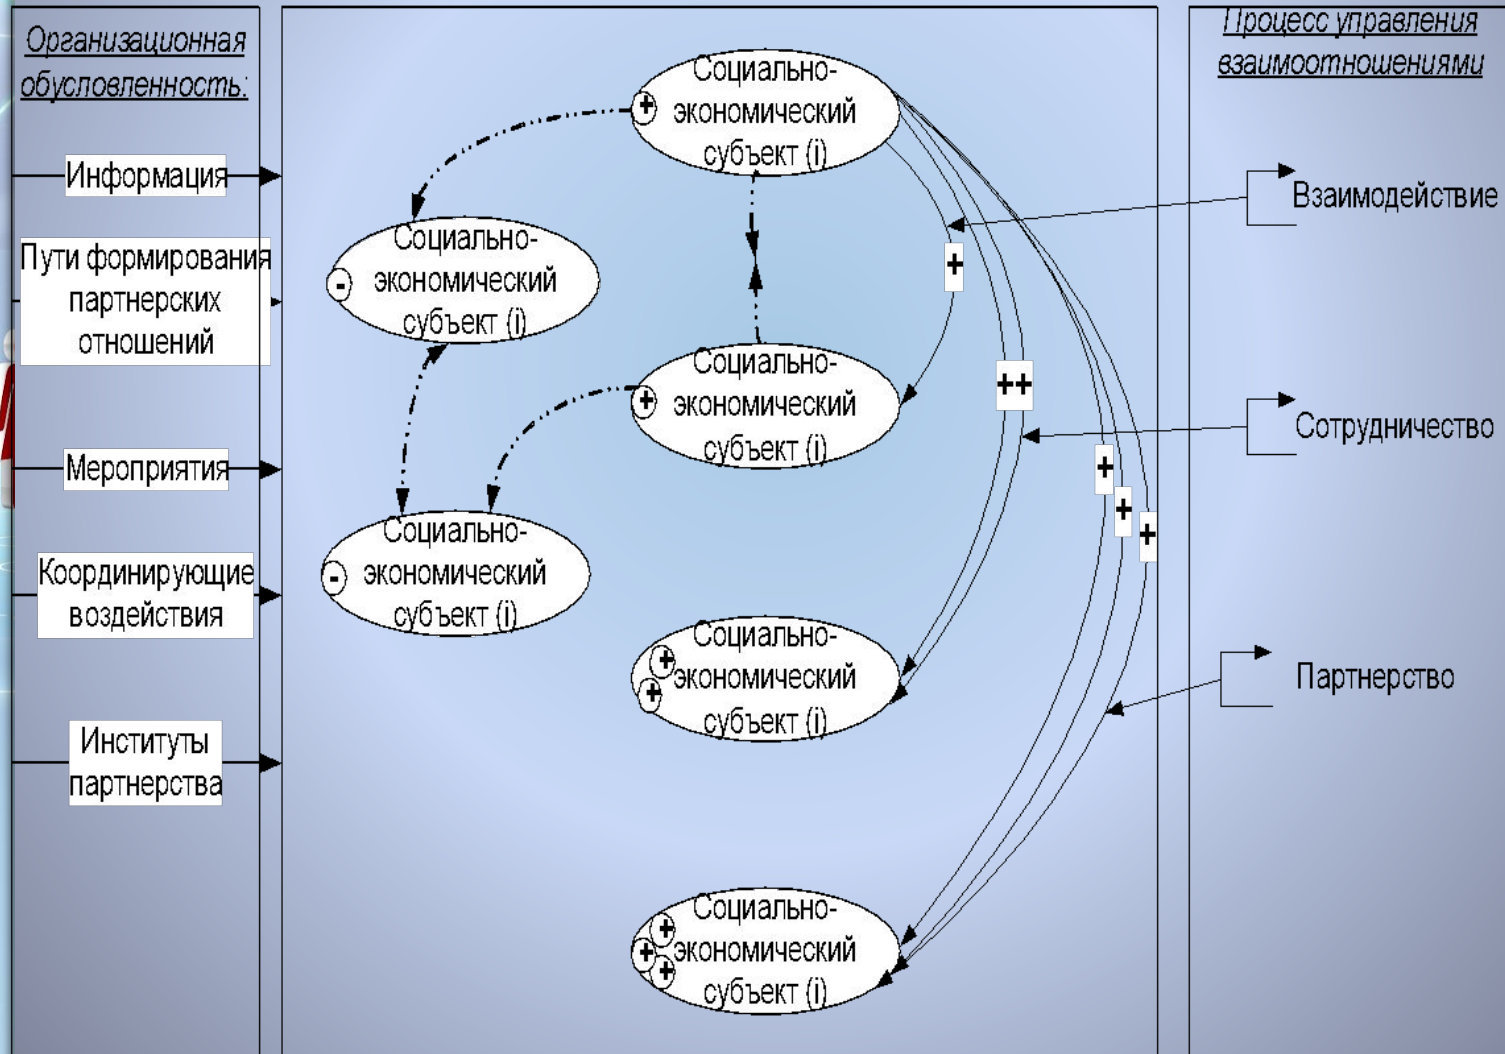 Организационная
обусловленность:
Информация
Пути формирования
партнерских
отношений
Мероприятия
Координирующие
воздействия
Институты
партнерства
Социально-
+ экономический
субъект (i)
Социально-
- экономический
субъект (i)
+
Социально-
+ экономический
субъект (i)
++
Социально-
- экономический
субъект (i)
+
+
+
Социально-
+
экономический
+
субъект (i)
Социально-
+
+ экономический
+
субъект (i)
Процесс управления
взаимоотношениями
Взаимодействие
Сотрудничество
Партнерство